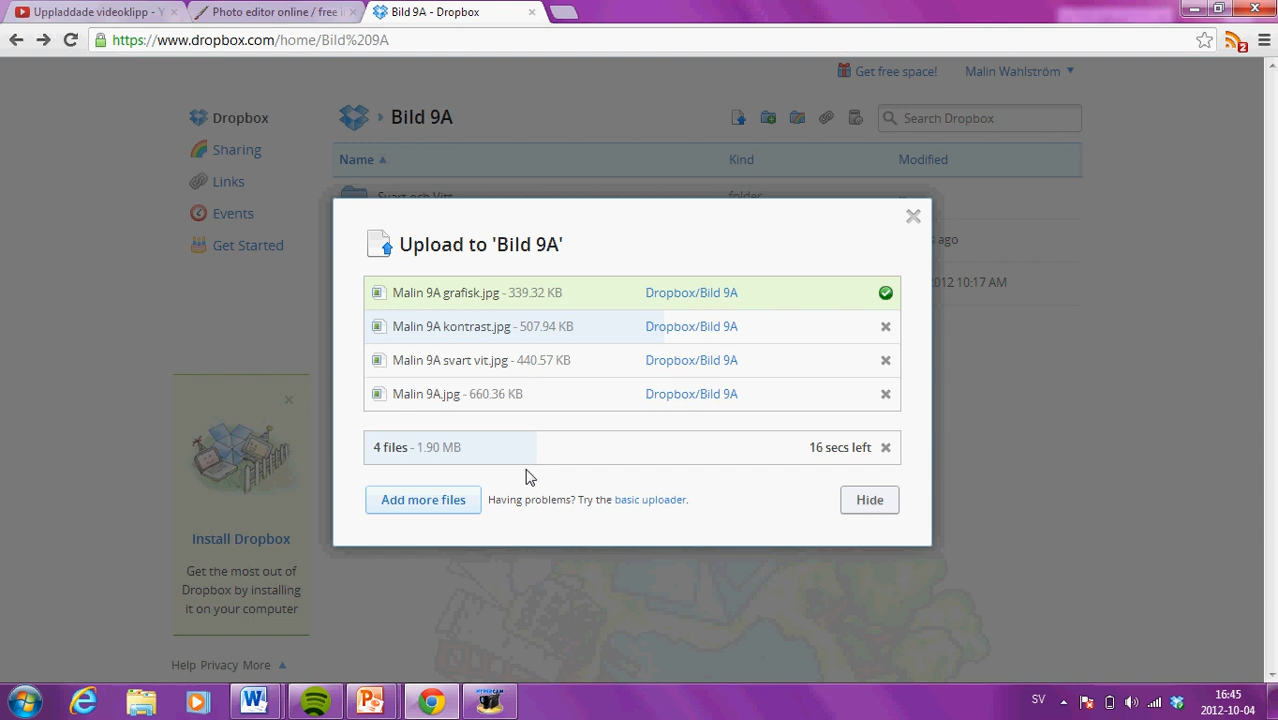 Uppladdade videoklipp - Y
Photo editor online / free i
Bild 9A - Dropbox
https://www.dropbox.com/home/Bild%209A
2
Get free space!
Malin Wahlström
Dropbox
Bild 9A
Search Dropbox
Sharing
Name
Kind
Modified
Links
Svart och Vitt
folder
Events
s ago
Get Started
2012 10:17 AM
Upload to 'Bild 9A'
Malin 9A grafisk.jpg - 339.32 KB Dropbox/Bild 9A
Malin 9A kontrast.jpg - 507.94 KB Dropbox/Bild 9A
Malin 9A svart vit.jpg - 440.57 KB Dropbox/Bild 9A
Malin 9A.jpg - 660.36 KB Dropbox/Bild 9A
4 files - 1.90 MB 16 secs left
Add more files
Having problems? Try the basic uploader.
Hide
Install Dropbox
Get the most out of
Dropbox by installing
it on your computer
Help Privacy More
HYPERCAM
SV
16:45
2012-10-04